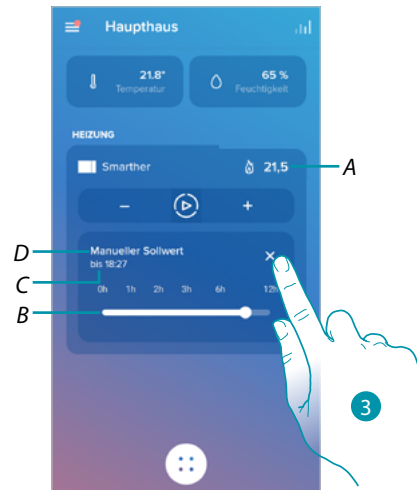 Haupthaus
21.8°
Temperatur
65 %
Feuchtigkeit
HEIZUNG
Smarther
21,5
A
− +
D
Manueller Sollwert
C
bis 18:27
0h 1h 2h 3h 6h 12h
B
3